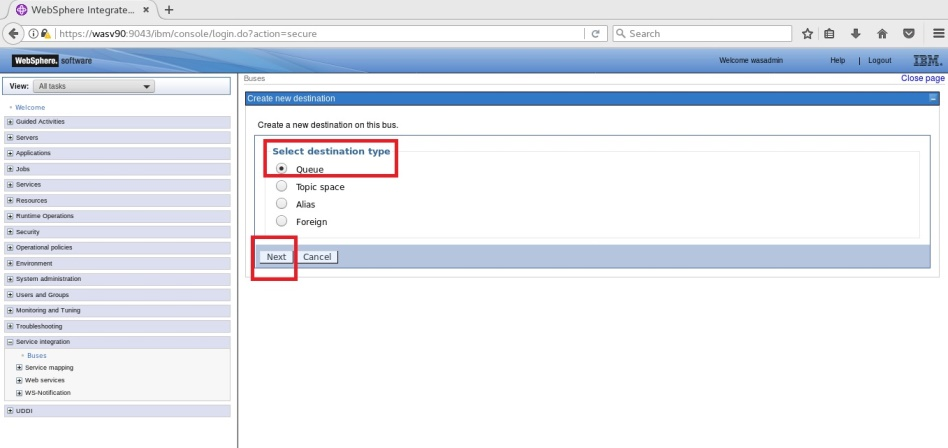 WebSphere Integrate... ×
https://wasv90:9043/ibm/console/login.do?action=secure
Search
WebSphere. software
Welcome wasadmin
Help | Logout
IBM.
View: All tasks
Welcome
Guided Activities
Servers
Applications
Jobs
Services
Resources
Runtime Operations
Security
Operational policies
Environment
System administration
Users and Groups
Monitoring and Tuning
Troubleshooting
Service integration
Buses
Service mapping
Web services
WS-Notification
UDDI
Buses
Close page
Create new destination
Create a new destination on this bus.
Select destination type
Queue
Topic space
Alias
Foreign
Next Cancel